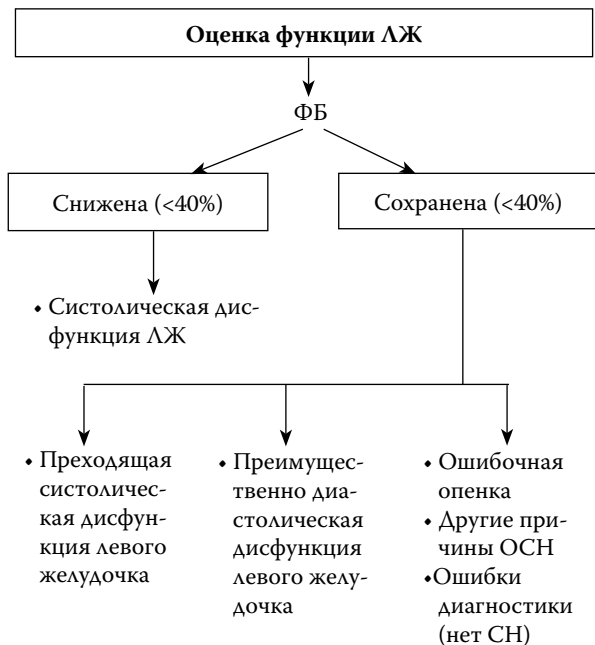 Оценка функции ЛЖ
ФБ
Снижена (<40%)
Сохранена (<40%)
• Систолическая дис-
функция ЛЖ
• Преходящая
систоличес-
кая дисфун-
кция левого
желудочка
• Преимущес-
твенно диа-
столическая
дисфункция
левого желу-
дочка
• Ошибочная
опенка
• Другие при-
чины ОСН
•Ошибки
диагностики
(нет СН)